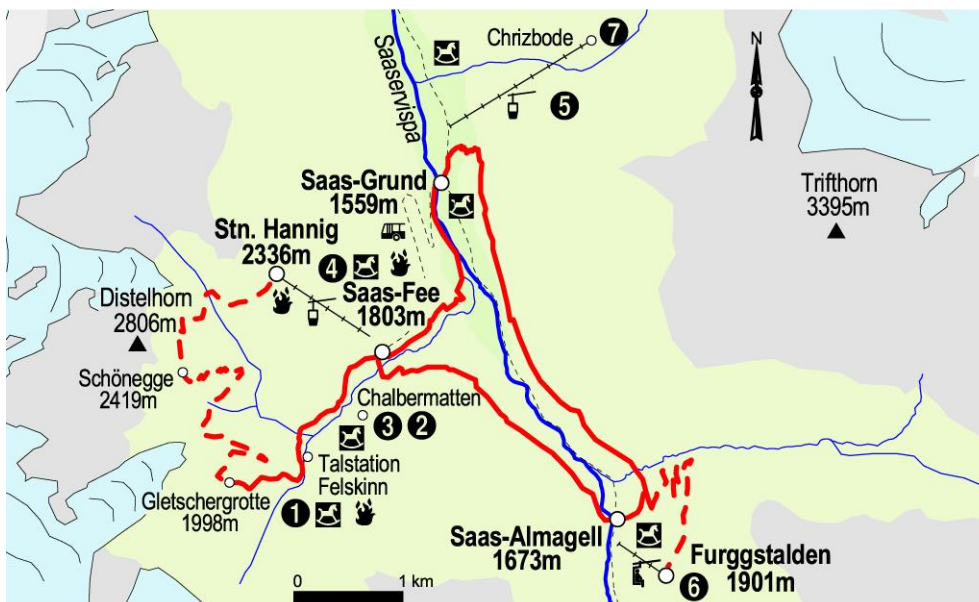 Chrizbode
7
Saaservispa
5
N
Trifthorn
3395m
Saas-Grund
1559m
Stn. Hannig
2336m
4
Saas-Fee
1803m
Distelhorn
2806m
Schönegge
2419m
Chalbermatten
3 2
Talstation
Felskinn
Gletschergrotte
1998m
1
Saas-Almagell
1673m
Furggstalden
1901m
6
0 1 km